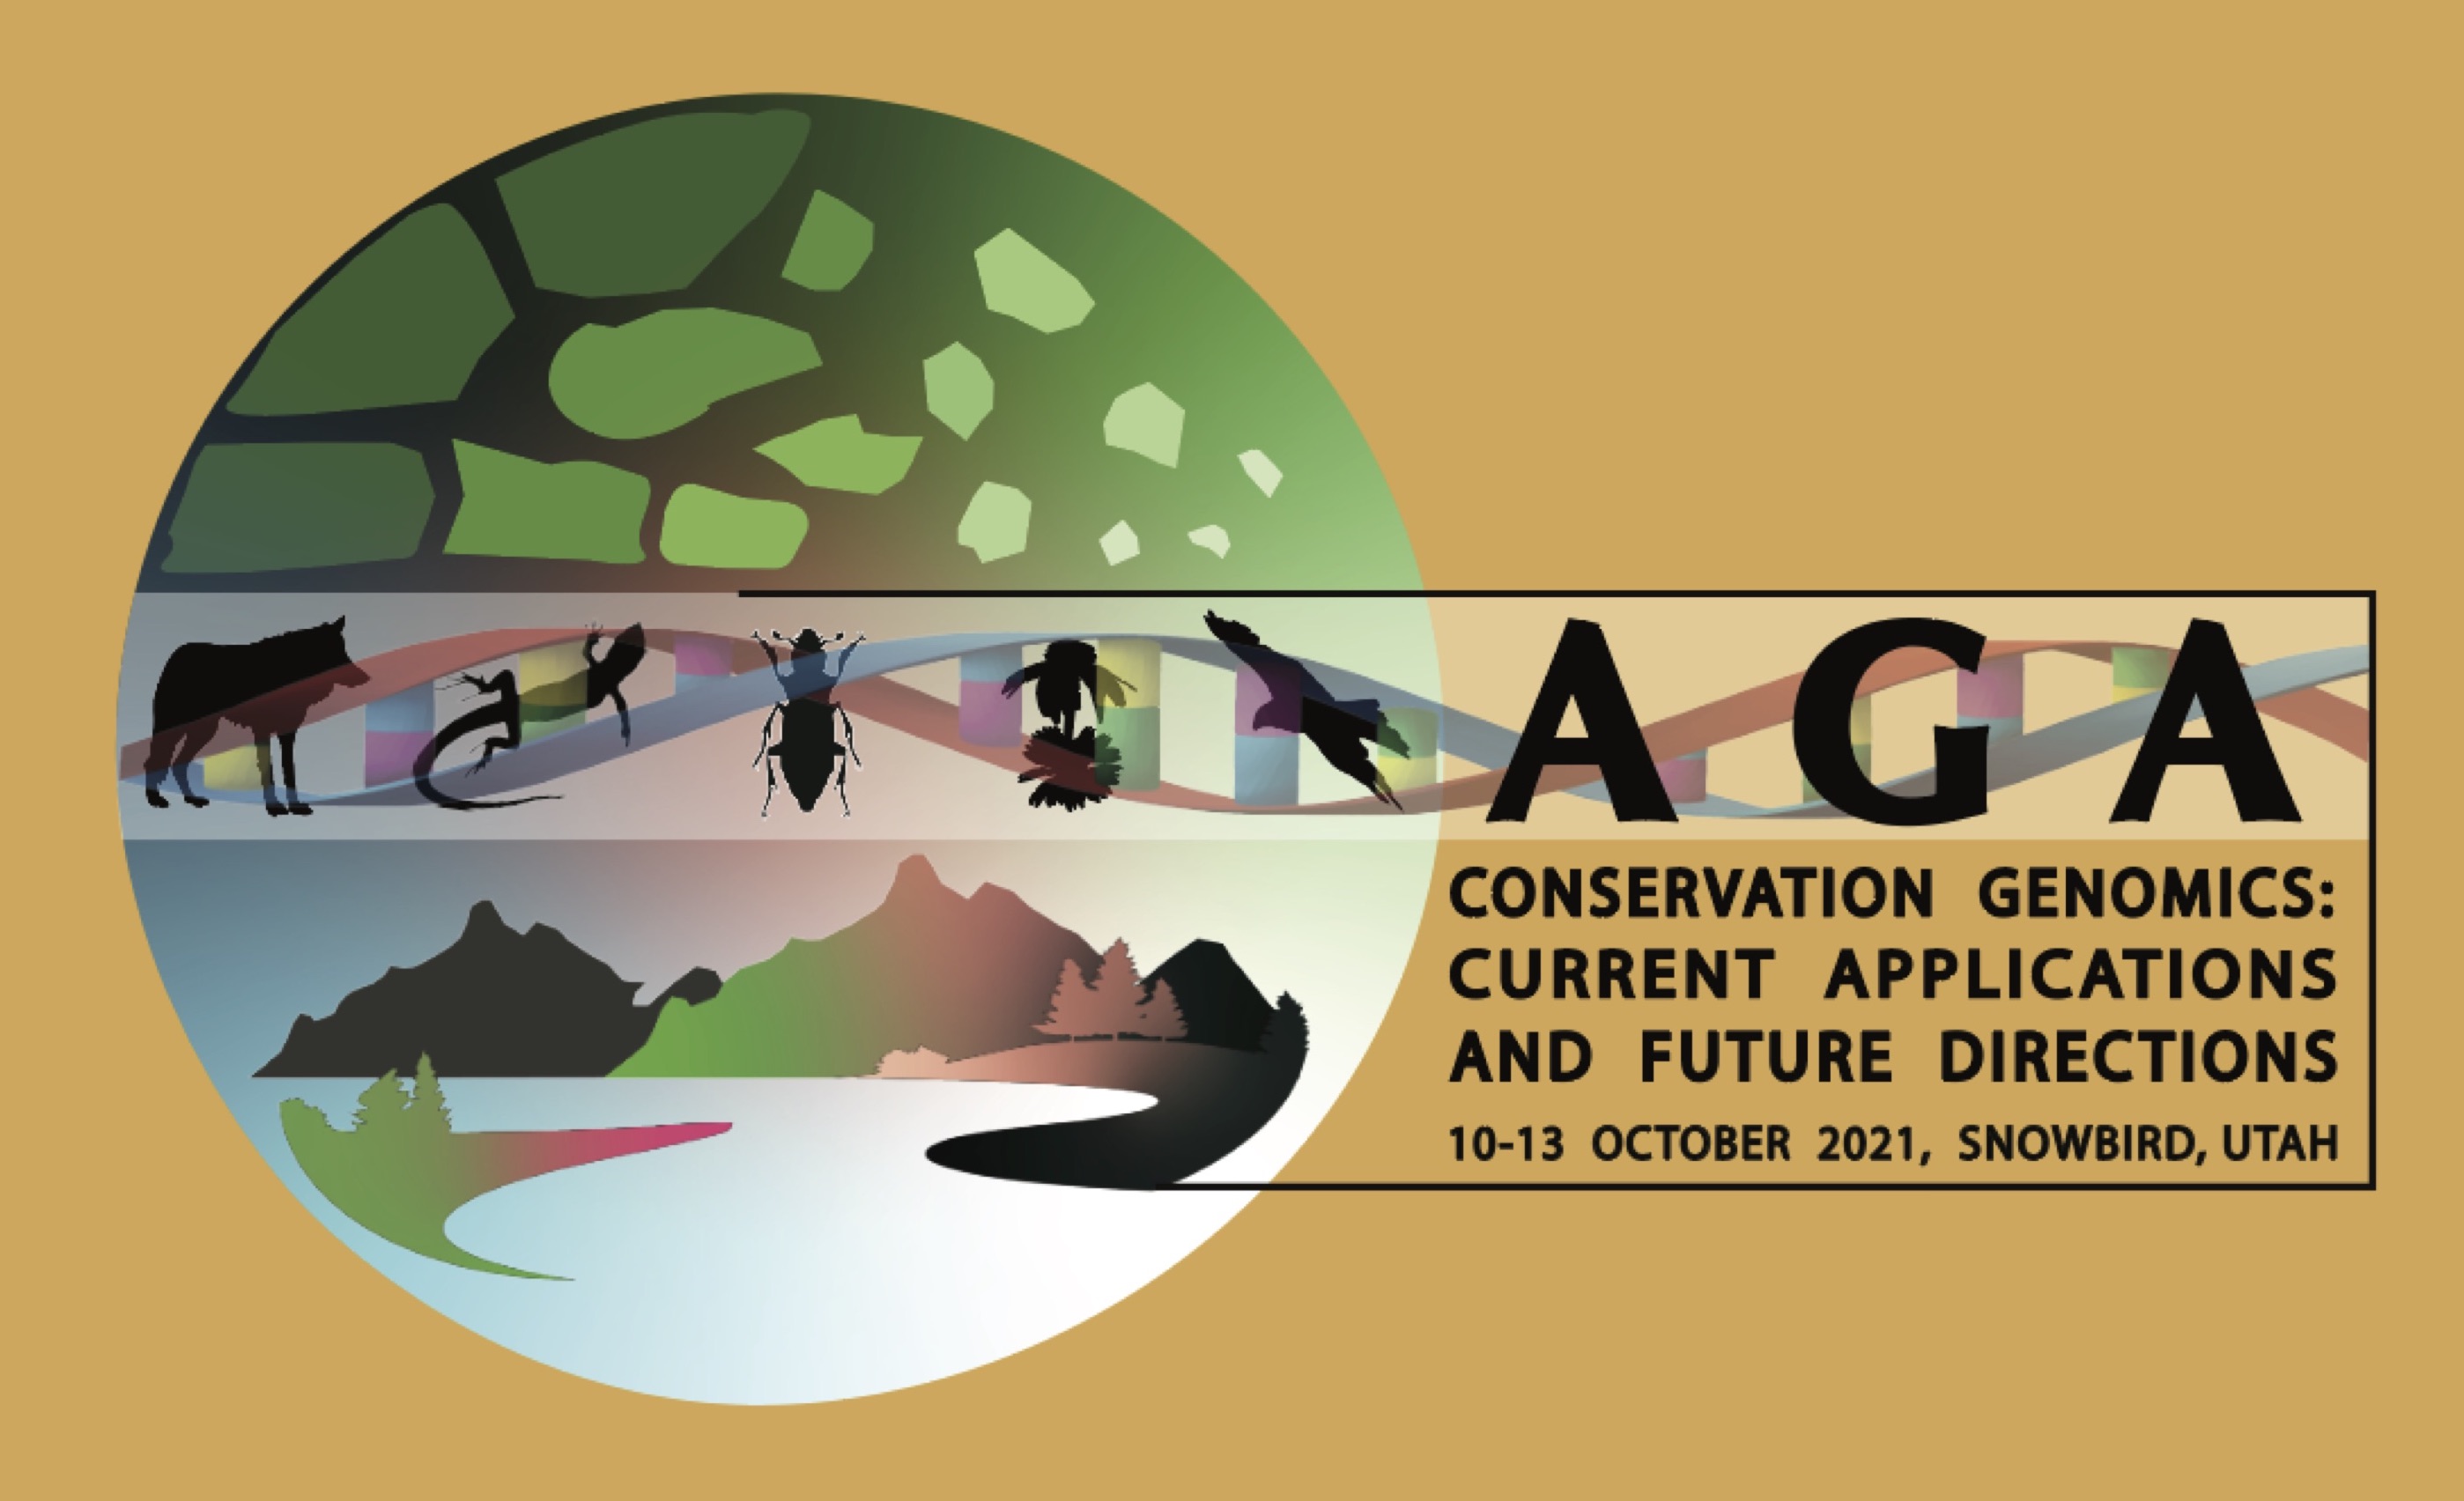 AGA
CONSERVATION GENOMICS:
CURRENT APPLICATIONS
AND FUTURE DIRECTIONS
10-13 OCTOBER 2021, SNOWBIRD, UTAH